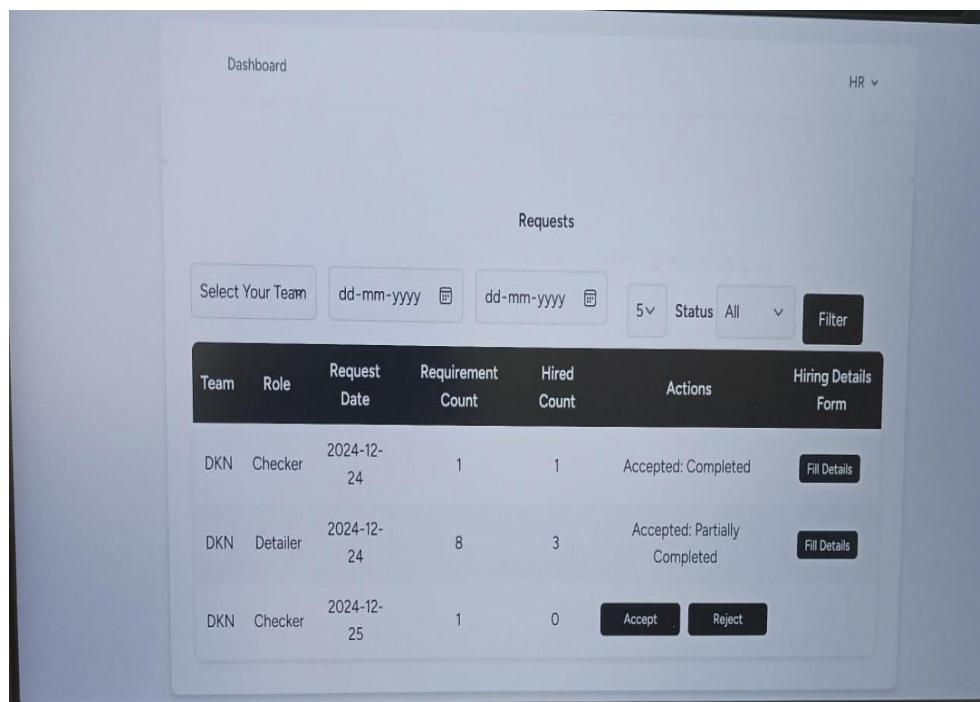 Dashboard
HR
Requests
Select Your Team dd-mm-yyyy dd-mm-yyyy 5 Status All Filter
Team Role Request Date Requirement Count Hired Count Actions Hiring Details Form
DKN Checker 2024-12-24 1 1 Accepted: Completed Fill Details
DKN Detailer 2024-12-24 8 3 Accepted: Partially Completed Fill Details
DKN Checker 2024-12-25 1 0 Accept Reject